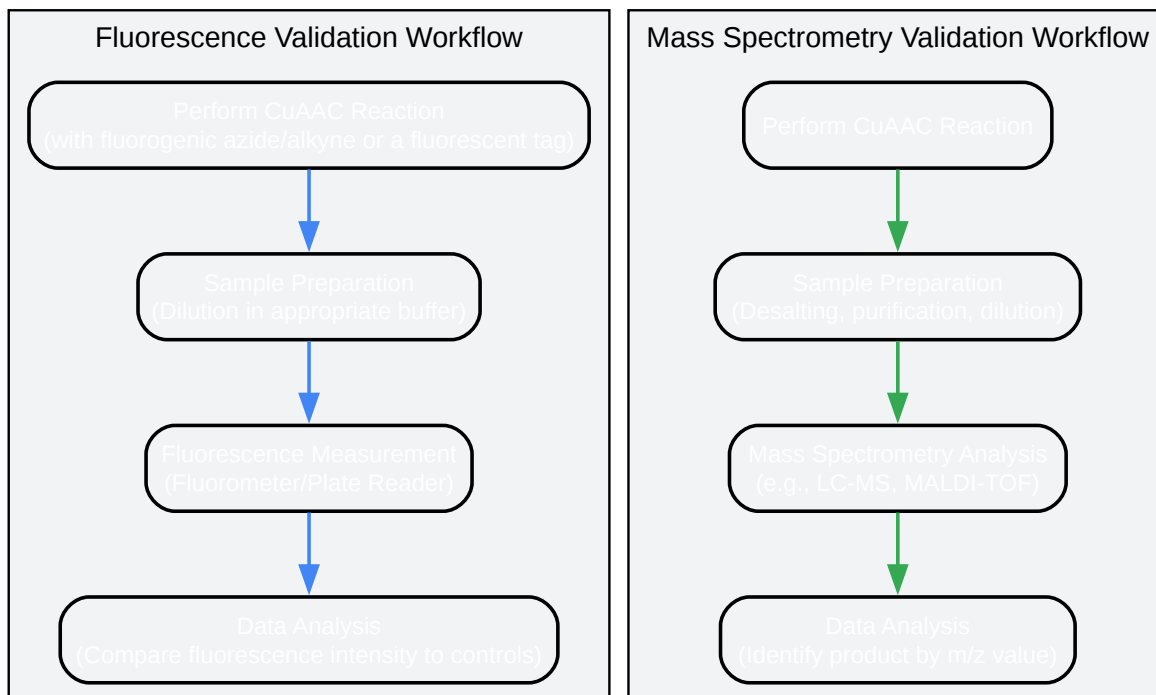 Fluorescence Validation Workflow
Perform CuAAC Reaction
(with fluorogenic azide/alkyne or a fluorescent tag)
Sample Preparation
(Dilution in appropriate buffer)
Fluorescence Measurement
(Fluorometer/Plate Reader)
Data Analysis
(Compare fluorescence intensity to controls)
Mass Spectrometry Validation Workflow
Perform CuAAC Reaction
Sample Preparation
(Desalting, purification, dilution)
Mass Spectrometry Analysis
(e.g., LC-MS, MALDI-TOF)
Data Analysis
(Identify product by m/z value)